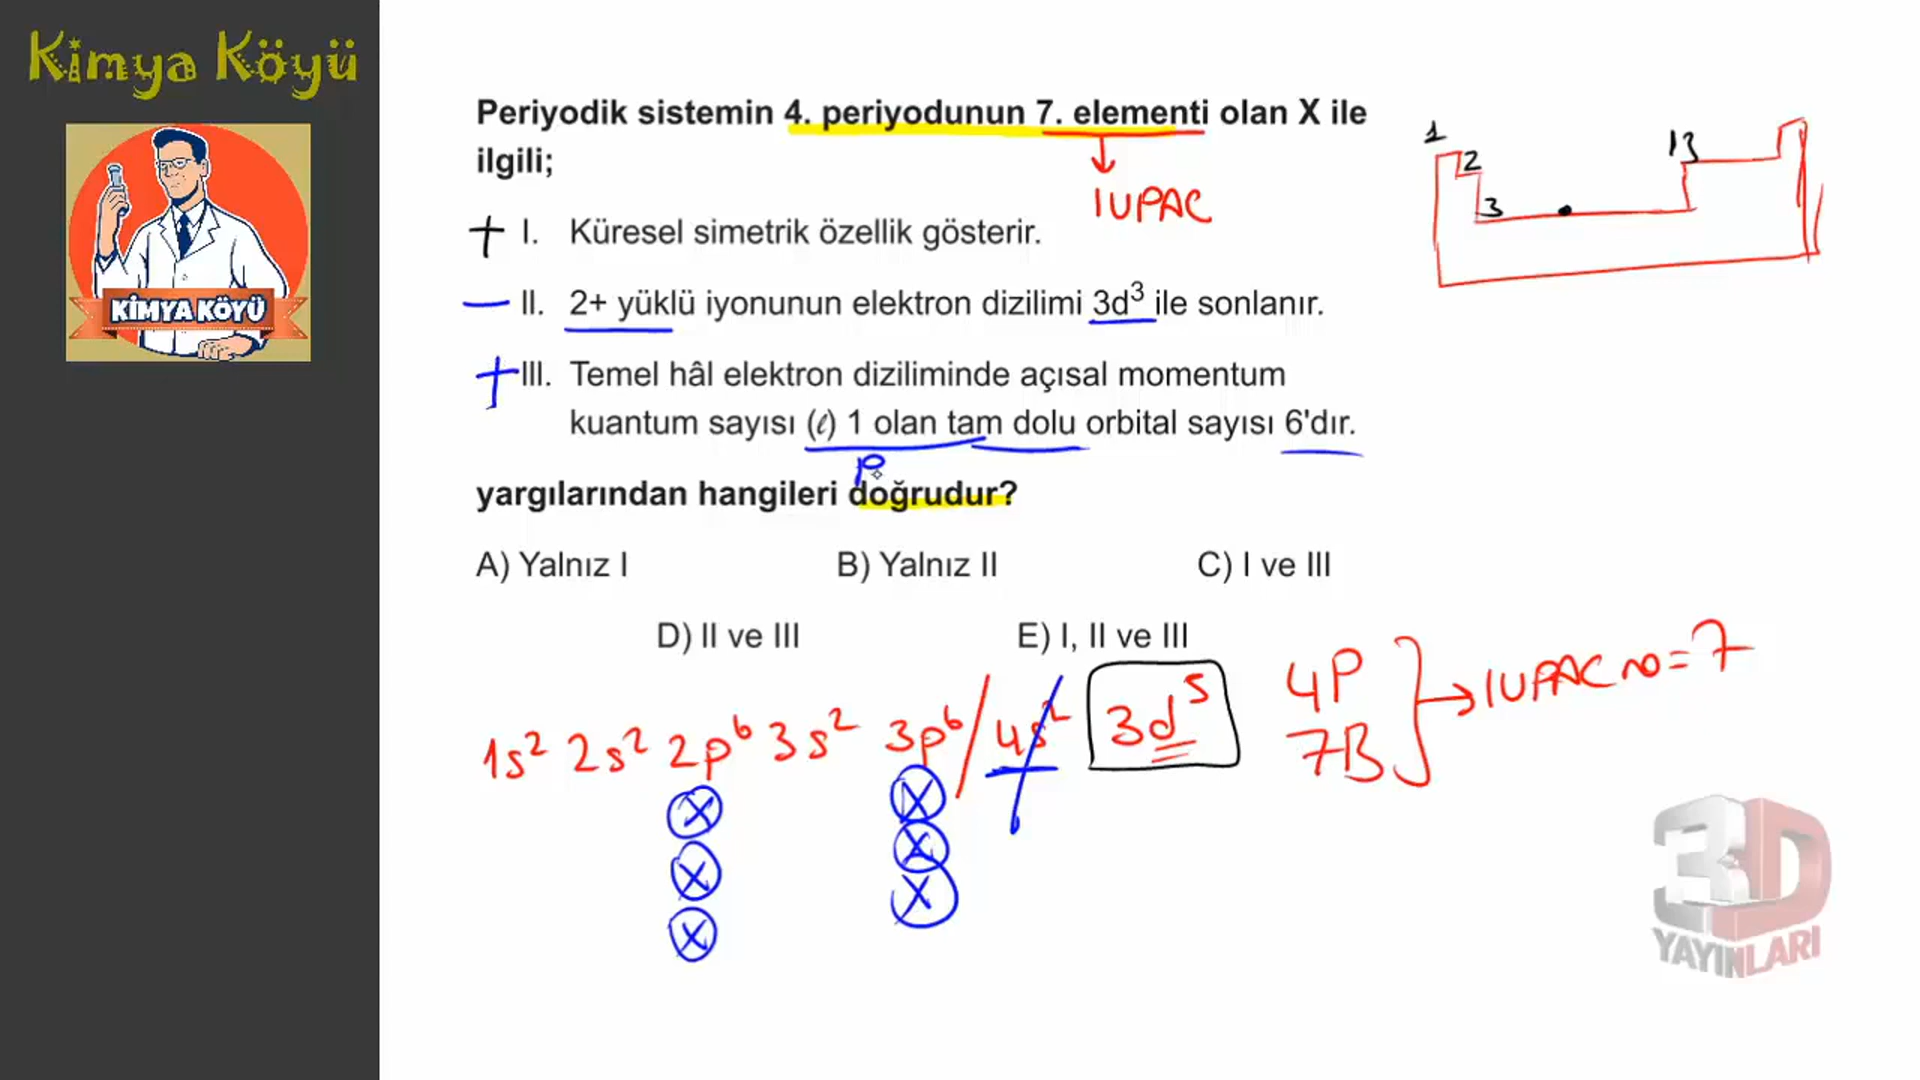 Kimya Köyü
KİMYA KÖYÜ
Periyodik sistemin 4. periyodunun 7. elementi olan X ile
ilgili;
IUPAC
+ I. Küresel simetrik özellik gösterir.
— II. 2+ yüklü iyonunun elektron dizilimi 3d³ ile sonlanır.
+ III. Temel hâl elektron diziliminde açısal momentum
kuantum sayısı (ℓ) 1 olan tam dolu orbital sayısı 6'dır.
p
yargılarından hangileri doğrudur?
A) Yalnız I B) Yalnız II C) I ve III
D) II ve III E) I, II ve III
1 2 3 13
1s² 2s² 2p⁶ 3s² 3p⁶ / 4s² 3d⁵
4P
7B
IUPAC no = 7
X X
X X
X X
3D
YAYINLARI